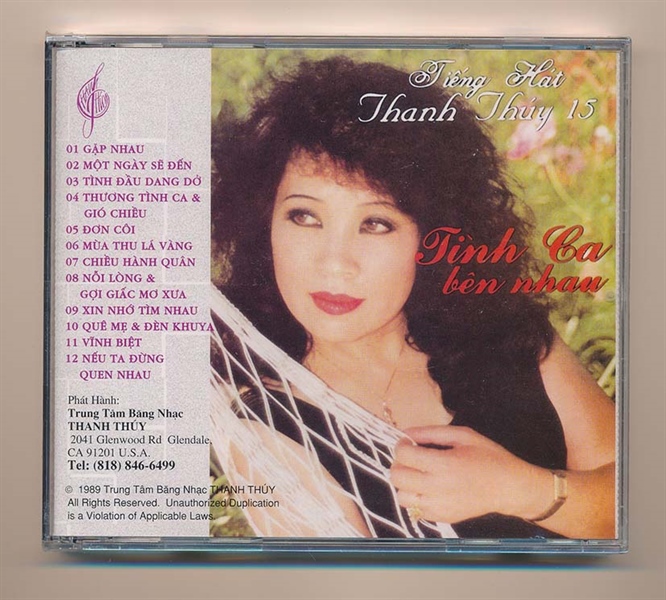 Tiếng Hát
Thanh Thúy 15
01 GẶP NHAU
02 MỘT NGÀY SẼ ĐẾN
03 TÌNH ĐẦU DANG DỞ
04 THƯƠNG TÌNH CA &
GIÓ CHIỀU
05 ĐƠN CÔI
06 MÙA THU LÁ VÀNG
07 CHIỀU HÀNH QUÂN
08 NỖI LÒNG &
GỢI GIẤC MƠ XƯA
09 XIN NHỚ TÌM NHAU
10 QUÊ MẸ & ĐÈN KHUYA
11 VĨNH BIỆT
12 NẾU TA ĐỪNG
QUEN NHAU
Tình Ca
bên nhau
Phát Hành:
Trung Tâm Băng Nhạc
THANH THÚY
2041 Glenwood Rd Glendale,
CA 91201 U.S.A.
Tel: (818) 846-6499
© 1989 Trung Tâm Băng Nhạc THANH THÚY
All Rights Reserved. Unauthorized Duplication
is a Violation of Applicable Laws.